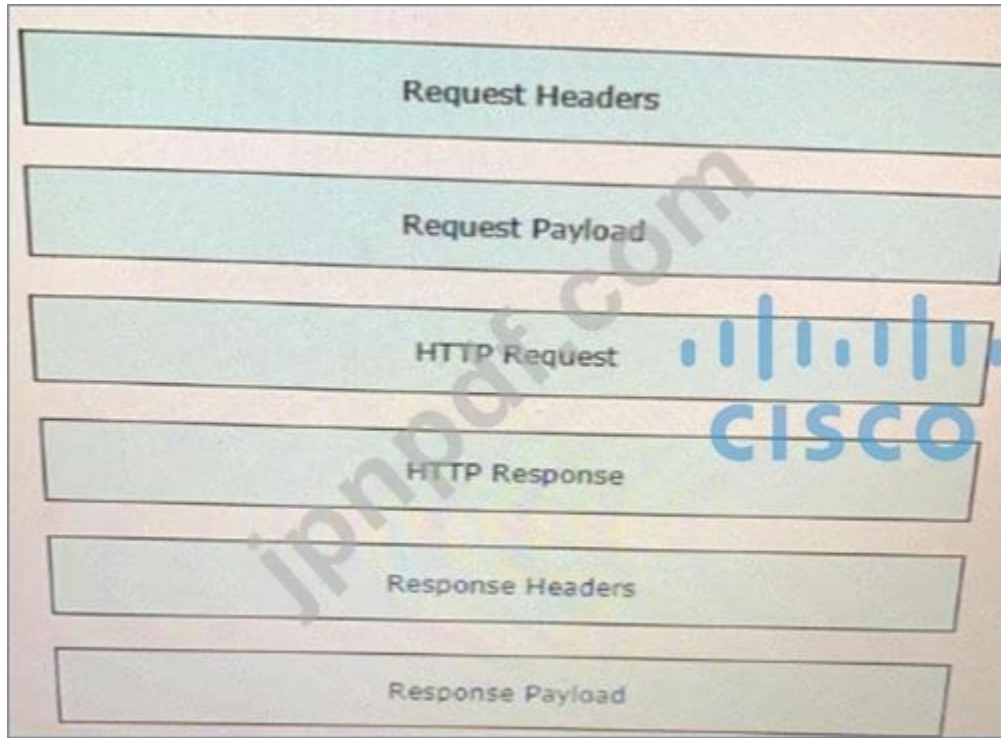 Request Headers
Request Payload
HTTP Request
HTTP Response
Response Headers
Response Payload
CISCO
jpnpdf.com